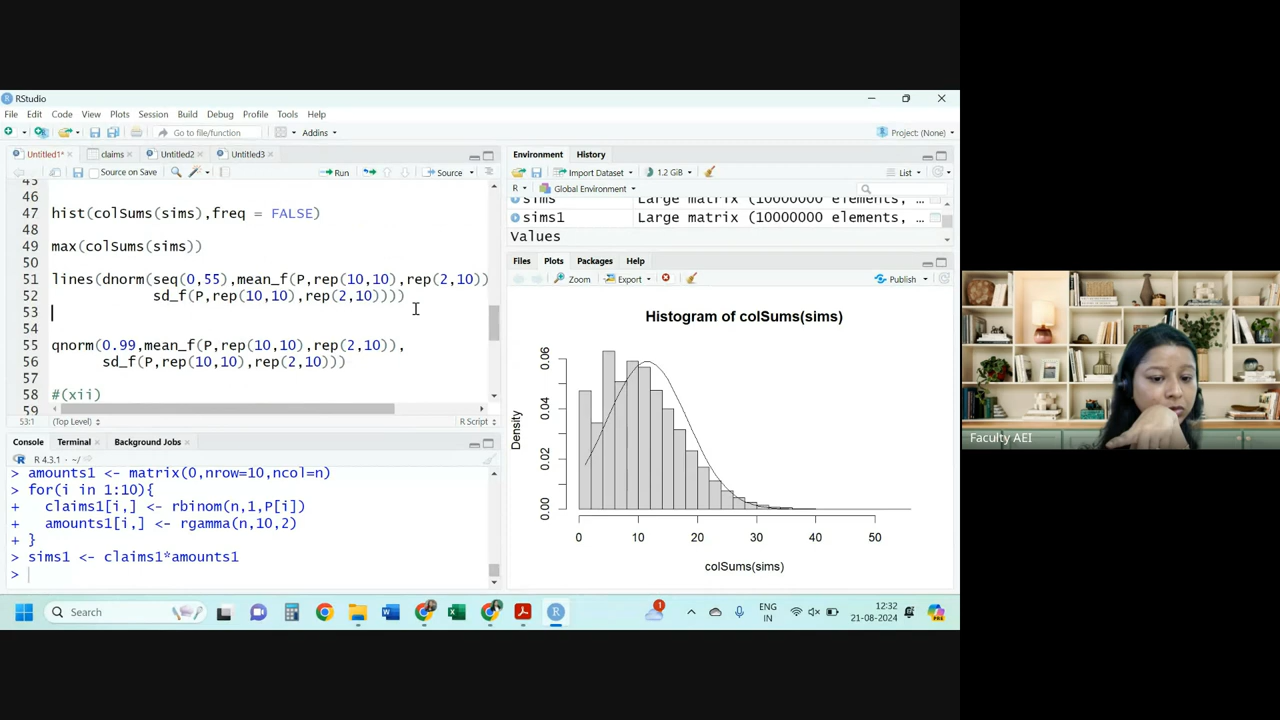 RStudio
File Edit Code View Plots Session Build Debug Profile Tools Help
Go to file/function Addins Project: (None)
Untitled1* claims Untitled2 Untitled3
Source on Save Run Source
45
46
47 hist(colSums(sims),freq = FALSE)
48
49 max(colSums(sims))
50
51 lines(dnorm(seq(0,55),mean_f(P,rep(10,10),rep(2,10))
52 sd_f(P,rep(10,10),rep(2,10))))
53
54
55 qnorm(0.99,mean_f(P,rep(10,10),rep(2,10)),
56 sd_f(P,rep(10,10),rep(2,10)))
57
58 #(xii)
59
53:1 (Top Level) R Script
Console Terminal Background Jobs
R 4.3.1 · ~/
> amounts1 <- matrix(0,nrow=10,ncol=n)
> for(i in 1:10){
+ claims1[i,] <- rbinom(n,1,P[i])
+ amounts1[i,] <- rgamma(n,10,2)
+ }
> sims1 <- claims1*amounts1
>
Environment History
Import Dataset 1.2 GiB List
R Global Environment
sims Large matrix (10000000 elements, …
sims1 Large matrix (10000000 elements, …
Values
Files Plots Packages Help
Zoom Export Publish
Histogram of colSums(sims)
Density
0.00 0.02 0.04 0.06
0 10 20 30 40 50
colSums(sims)
Faculty AEI
Search
1
ENG
IN
12:32
21-08-2024
PRE